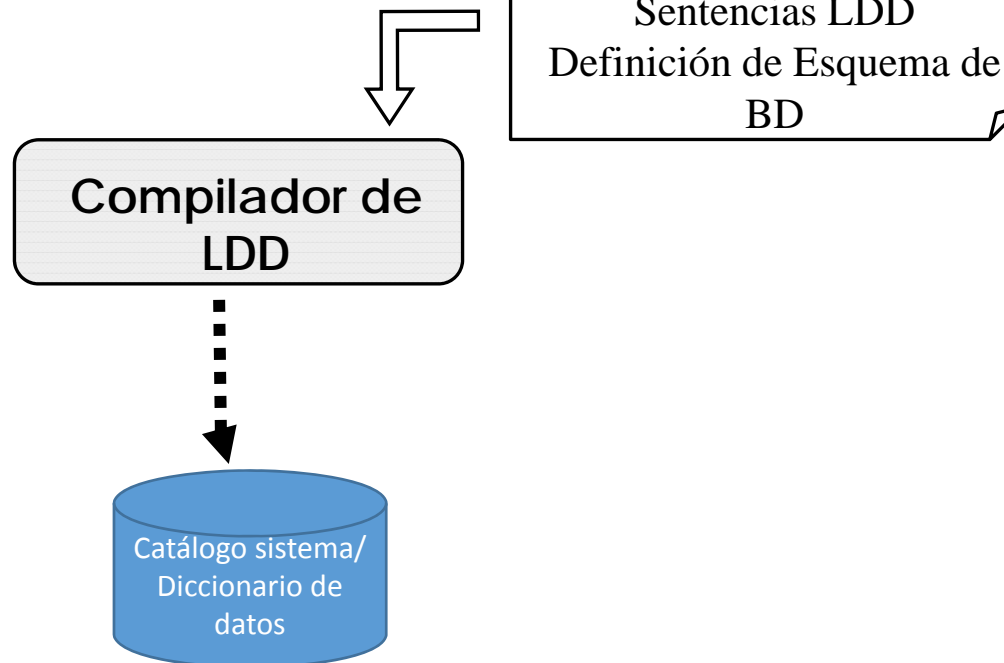 Sentencias LDD
Definición de Esquema de
BD
Compilador de
LDD
Catálogo sistema/
Diccionario de
datos